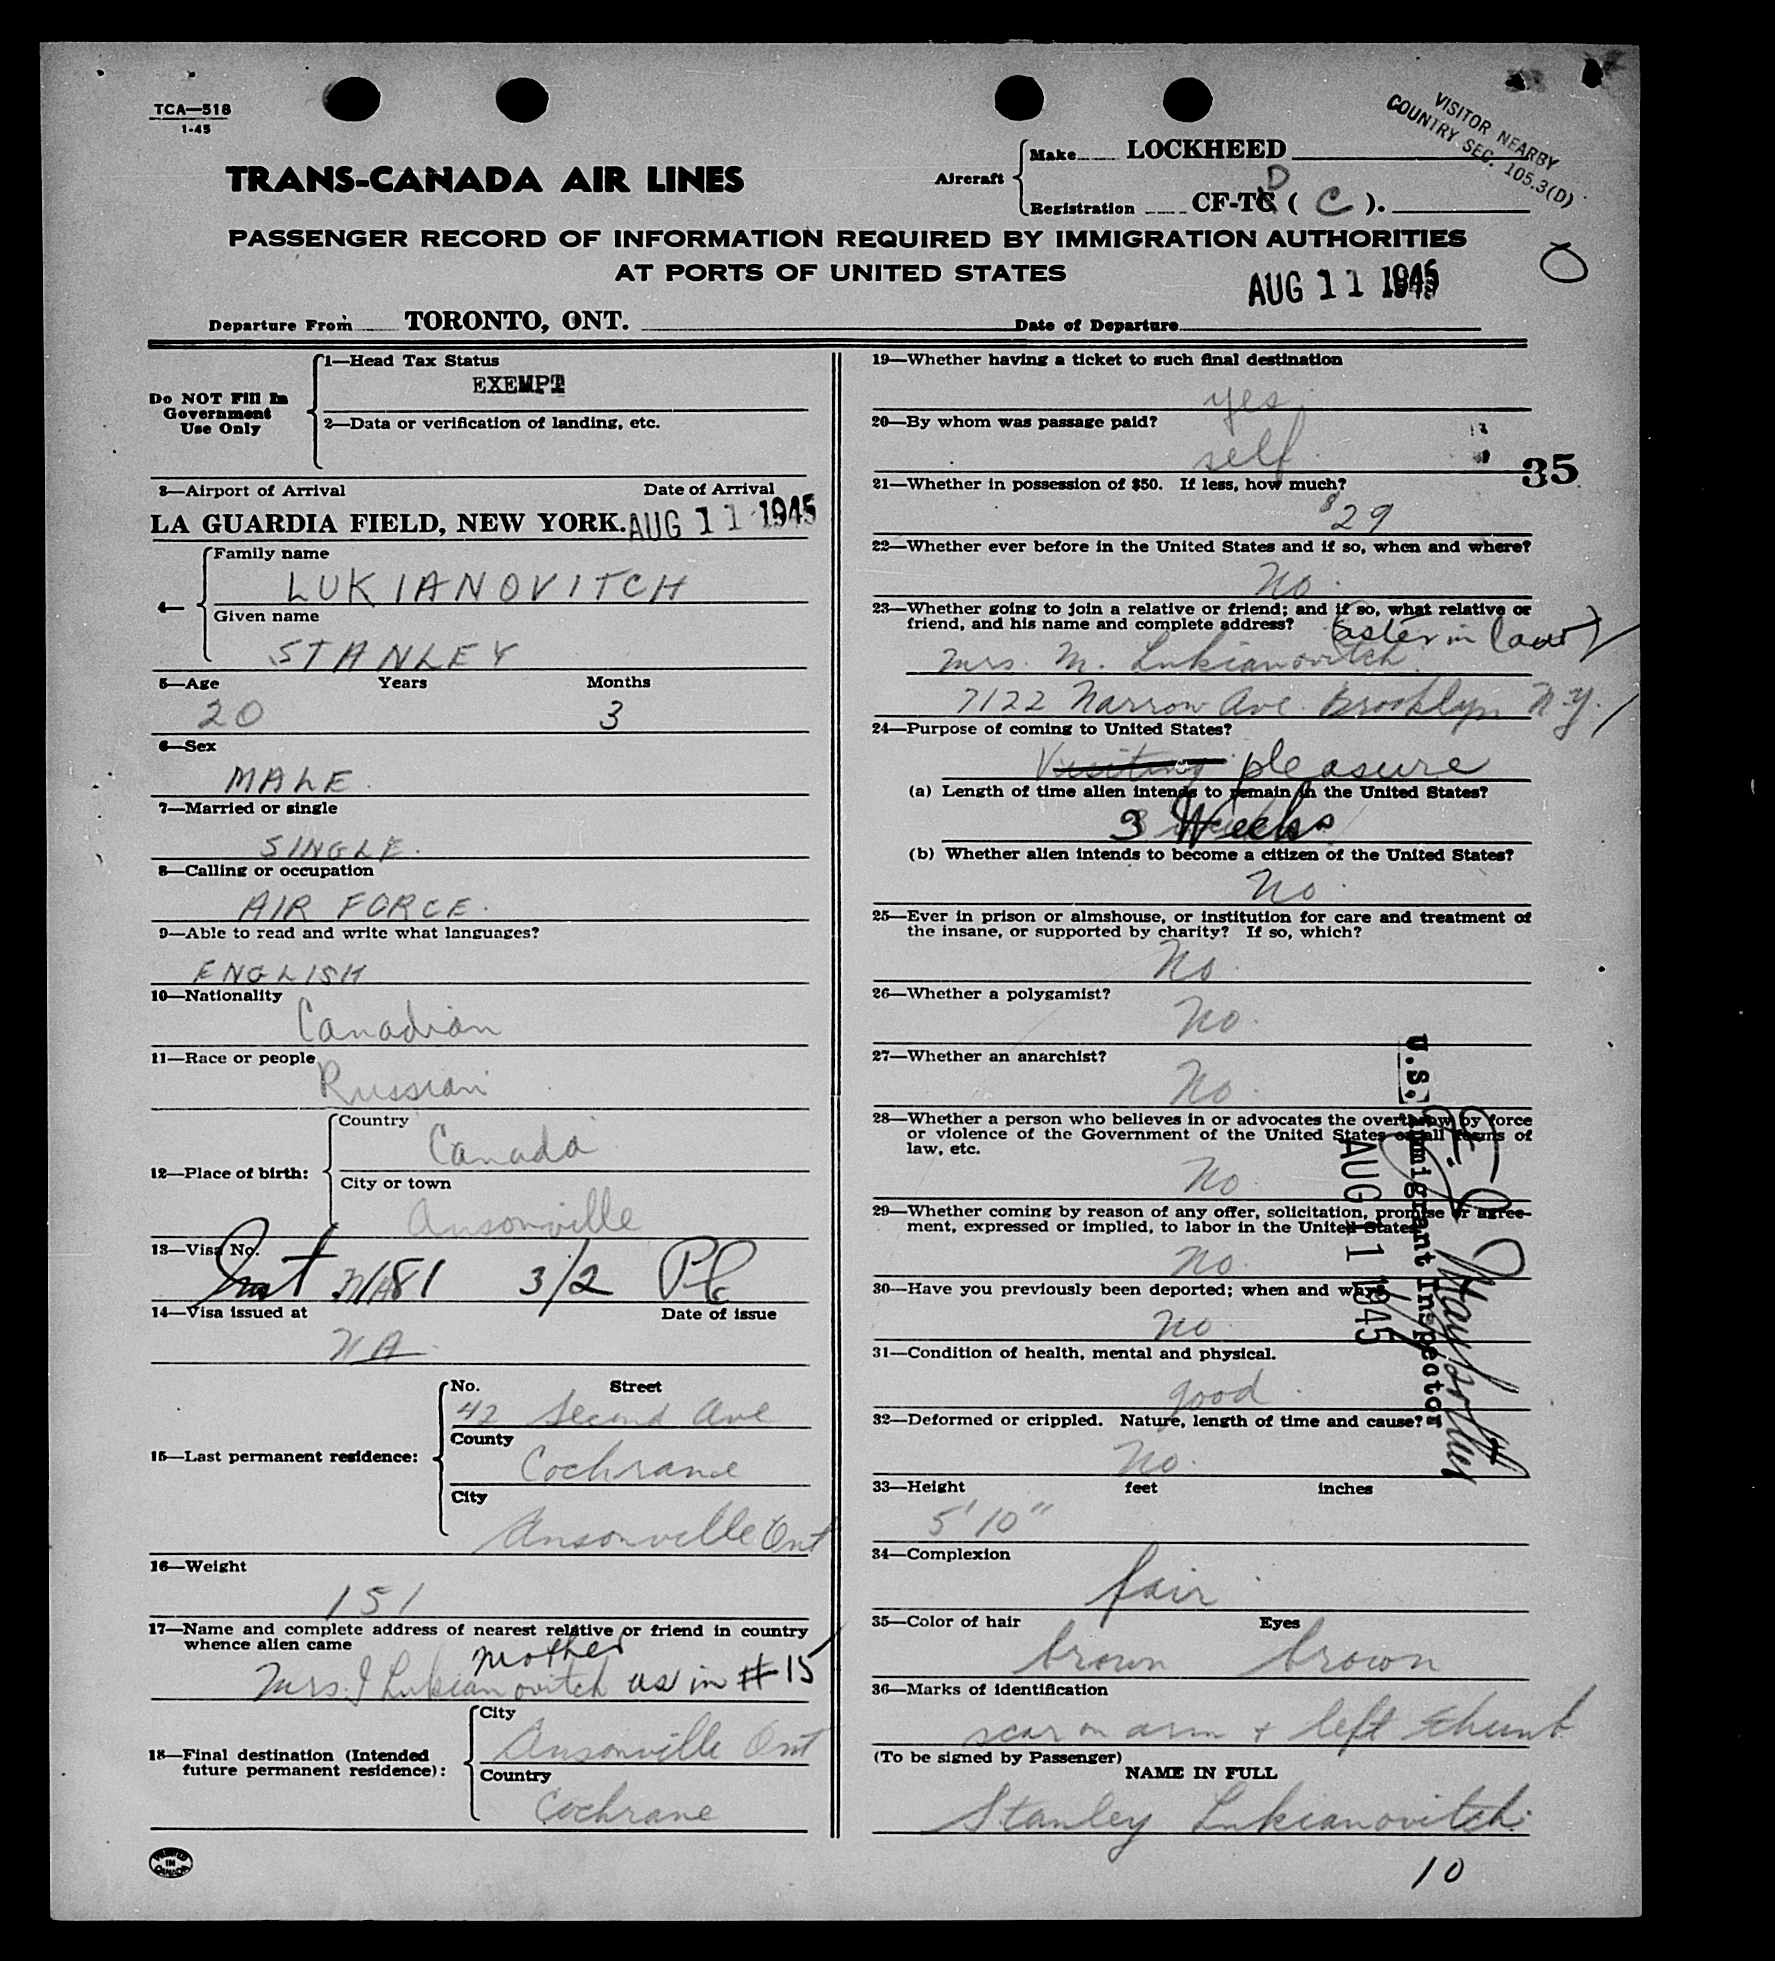 TCA—518
1-45
VISITOR NEARBY
COUNTRY SEC. 105.3(D)
TRANS-CANADA AIR LINES
Aircraft
Make LOCKHEED
Registration CF-TC D ( C ).
PASSENGER RECORD OF INFORMATION REQUIRED BY IMMIGRATION AUTHORITIES
AT PORTS OF UNITED STATES
AUG 11 1945
Departure From TORONTO, ONT. Date of Departure
Do NOT Fill In
Government
Use Only
1—Head Tax Status
EXEMPT
2—Data or verification of landing, etc.
3—Airport of Arrival Date of Arrival
LA GUARDIA FIELD, NEW YORK. AUG 11 1945
4—
Family name
LUKIANOVITCH
Given name
STANLEY
5—Age Years Months
20 3
6—Sex
MALE
7—Married or single
SINGLE.
8—Calling or occupation
AIR FORCE.
9—Able to read and write what languages?
ENGLISH
10—Nationality
Canadian
11—Race or people
Russian
12—Place of birth:
Country
Canada
City or town
Ansonville
13—Visa No.
3/2
14—Visa issued at Date of issue
NA
15—Last permanent residence:
No. Street
42 Second Ave
County
Cochrane
City
Ansonville Ont
16—Weight
151
17—Name and complete address of nearest relative or friend in country
whence alien came
mother
Mrs. J Lukianovitch as in # 15
18—Final destination (Intended
future permanent residence):
City
Ansonville Ont
Country
Cochrane
PRINTED
IN
CANADA
19—Whether having a ticket to such final destination
yes
20—By whom was passage paid?
self
35
21—Whether in possession of $50. If less, how much?
$29
22—Whether ever before in the United States and if so, when and where?
No.
23—Whether going to join a relative or friend; and if so, what relative or
friend, and his name and complete address?
(sister in law)
Mrs. M. Lukianovitch
7122 Narrow Ave. Brooklyn N.Y.
24—Purpose of coming to United States?
Visiting pleasure
(a) Length of time alien intends to remain in the United States?
3 Weeks
(b) Whether alien intends to become a citizen of the United States?
No.
25—Ever in prison or almshouse, or institution for care and treatment of
the insane, or supported by charity? If so, which?
No.
26—Whether a polygamist?
No.
27—Whether an anarchist?
No.
28—Whether a person who believes in or advocates the overthrow by force
or violence of the Government of the United States or all forms of
law, etc.
No
29—Whether coming by reason of any offer, solicitation, promise or agree-
ment, expressed or implied, to labor in the United States
No.
30—Have you previously been deported; when and why?
No
31—Condition of health, mental and physical.
good
32—Deformed or crippled. Nature, length of time and cause?
No.
U.S. Immigrant Inspector
AUG 11 1945
33—Height feet inches
5' 10"
34—Complexion
fair
35—Color of hair Eyes
brown brown
36—Marks of identification
scar on arm + left thumb
(To be signed by Passenger)
NAME IN FULL
Stanley Lukianovitch.
10